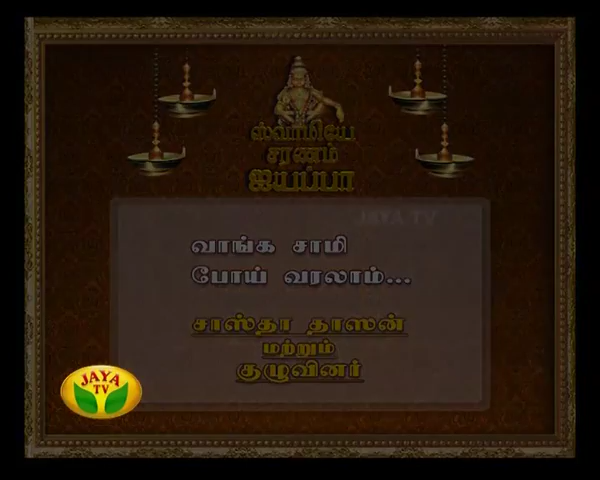 ஸ்வாமியே
சரணம்
ஐயப்பா
JAYA TV
வாங்க சாமி
போய் வரலாம்...
சாஸ்தா தாஸன்
மற்றும்
குழுவினர்
JAYA
TV